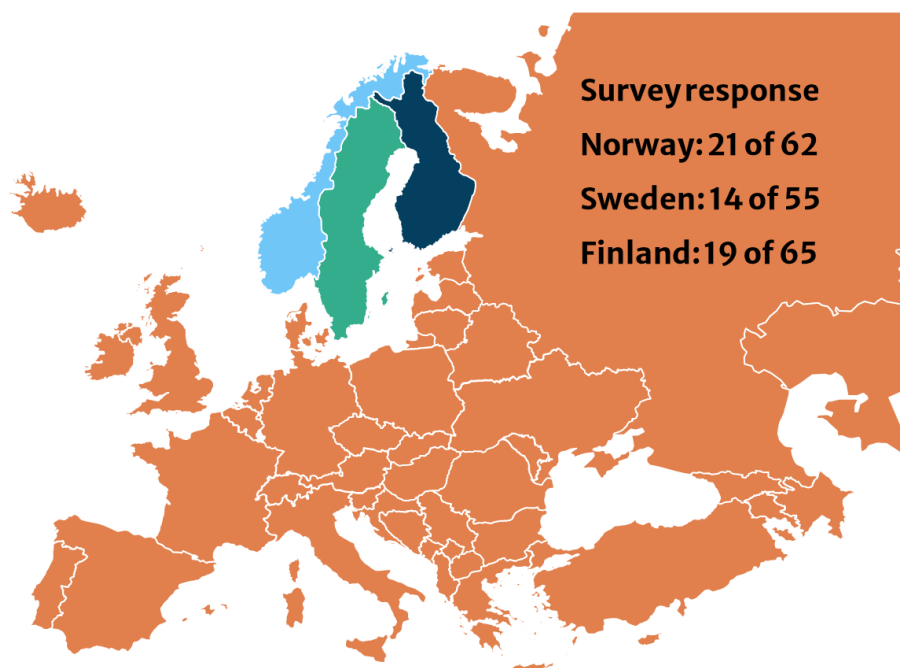 Survey response
Norway: 21 of 62
Sweden: 14 of 55
Finland: 19 of 65